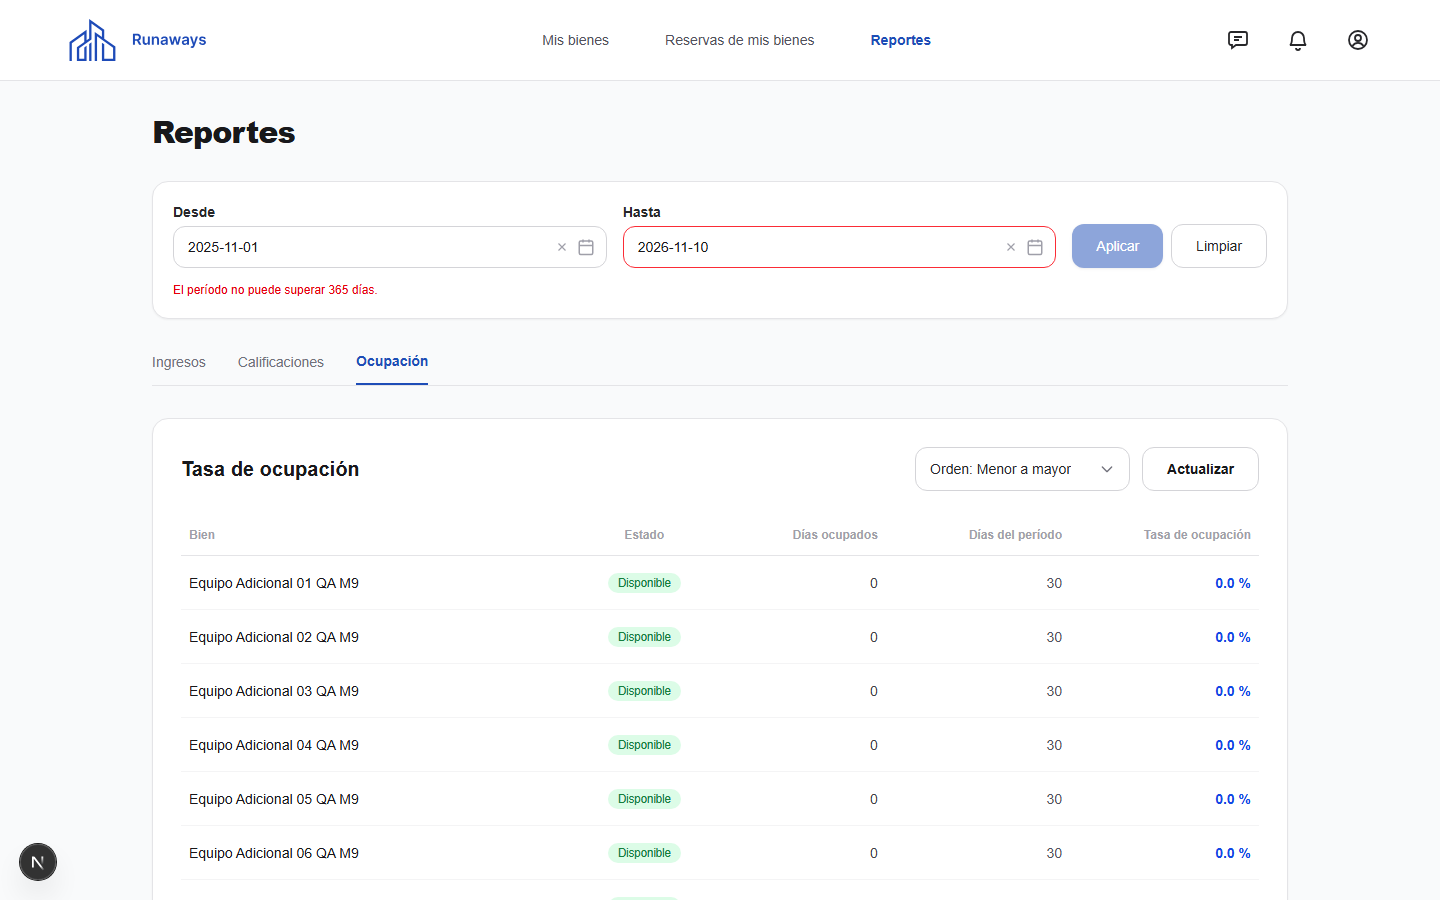 Runaways
Mis bienes
Reservas de mis bienes
Reportes
Reportes
Desde
Hasta
2025-11-01
2026-11-10
Aplicar
Limpiar
El período no puede superar 365 días.
Ingresos
Calificaciones
Ocupación
Tasa de ocupación
Orden: Menor a mayor
Actualizar
Bien Estado Días ocupados Días del período Tasa de ocupación
Equipo Adicional 01 QA M9 Disponible 0 30 0.0 %
Equipo Adicional 02 QA M9 Disponible 0 30 0.0 %
Equipo Adicional 03 QA M9 Disponible 0 30 0.0 %
Equipo Adicional 04 QA M9 Disponible 0 30 0.0 %
Equipo Adicional 05 QA M9 Disponible 0 30 0.0 %
Equipo Adicional 06 QA M9 Disponible 0 30 0.0 %
N